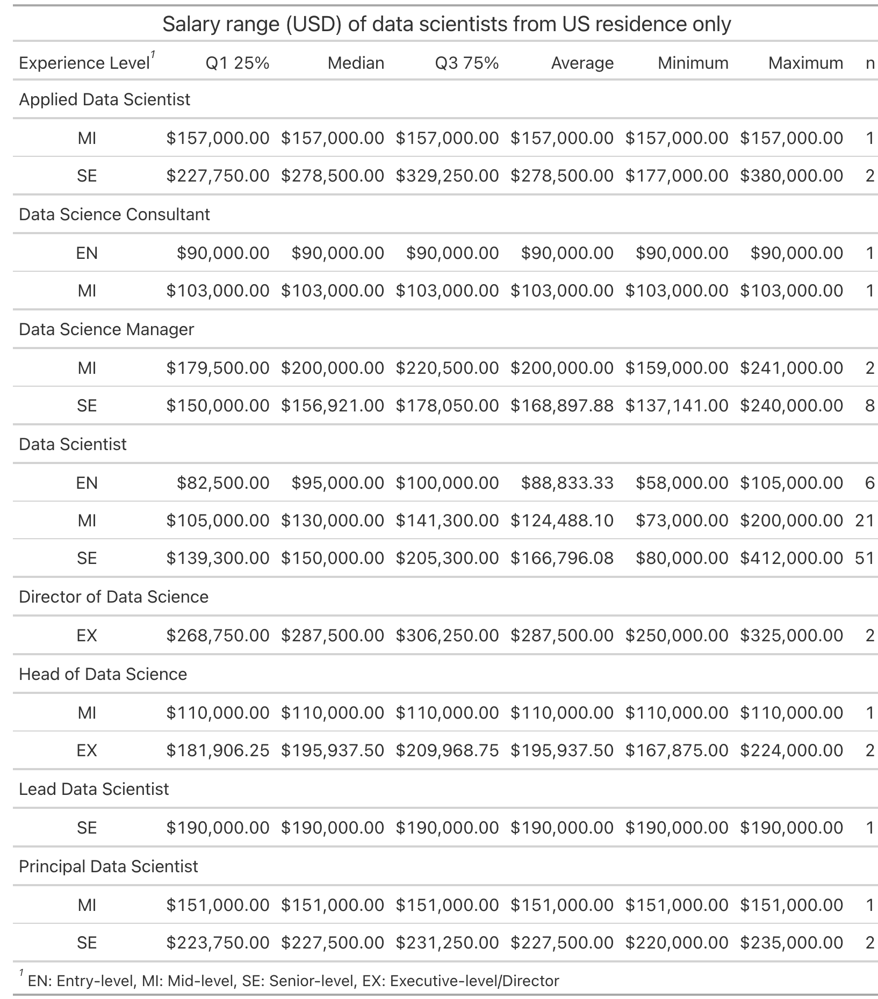 Salary range (USD) of data scientists from US residence only
Experience Level1 Q1 25% Median Q3 75% Average Minimum Maximum n
Applied Data Scientist
MI $157,000.00 $157,000.00 $157,000.00 $157,000.00 $157,000.00 $157,000.00 1
SE $227,750.00 $278,500.00 $329,250.00 $278,500.00 $177,000.00 $380,000.00 2
Data Science Consultant
EN $90,000.00 $90,000.00 $90,000.00 $90,000.00 $90,000.00 $90,000.00 1
MI $103,000.00 $103,000.00 $103,000.00 $103,000.00 $103,000.00 $103,000.00 1
Data Science Manager
MI $179,500.00 $200,000.00 $220,500.00 $200,000.00 $159,000.00 $241,000.00 2
SE $150,000.00 $156,921.00 $178,050.00 $168,897.88 $137,141.00 $240,000.00 8
Data Scientist
EN $82,500.00 $95,000.00 $100,000.00 $88,833.33 $58,000.00 $105,000.00 6
MI $105,000.00 $130,000.00 $141,300.00 $124,488.10 $73,000.00 $200,000.00 21
SE $139,300.00 $150,000.00 $205,300.00 $166,796.08 $80,000.00 $412,000.00 51
Director of Data Science
EX $268,750.00 $287,500.00 $306,250.00 $287,500.00 $250,000.00 $325,000.00 2
Head of Data Science
MI $110,000.00 $110,000.00 $110,000.00 $110,000.00 $110,000.00 $110,000.00 1
EX $181,906.25 $195,937.50 $209,968.75 $195,937.50 $167,875.00 $224,000.00 2
Lead Data Scientist
SE $190,000.00 $190,000.00 $190,000.00 $190,000.00 $190,000.00 $190,000.00 1
Principal Data Scientist
MI $151,000.00 $151,000.00 $151,000.00 $151,000.00 $151,000.00 $151,000.00 1
SE $223,750.00 $227,500.00 $231,250.00 $227,500.00 $220,000.00 $235,000.00 2
1 EN: Entry-level, MI: Mid-level, SE: Senior-level, EX: Executive-level/Director